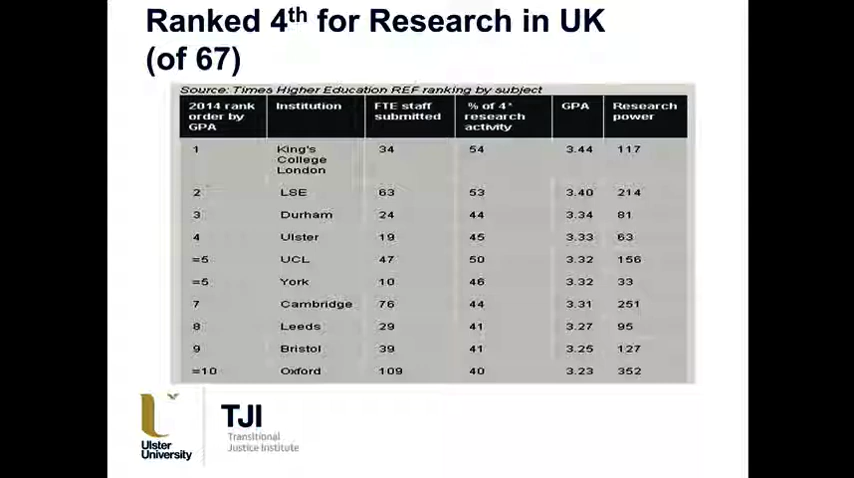 Ranked 4th for Research in UK
(of 67)
Source: Times Higher Education REF ranking by subject
2014 rank order by GPA Institution FTE staff submitted % of 4* research activity GPA Research power
1 King's College London 34 54 3.44 117
2 LSE 63 53 3.40 214
3 Durham 24 44 3.34 81
4 Ulster 19 45 3.33 63
=5 UCL 47 50 3.32 156
=5 York 10 46 3.32 33
7 Cambridge 76 44 3.31 251
8 Leeds 29 41 3.27 95
9 Bristol 39 41 3.25 127
=10 Oxford 109 40 3.23 352
Ulster
University
TJI
Transitional
Justice Institute